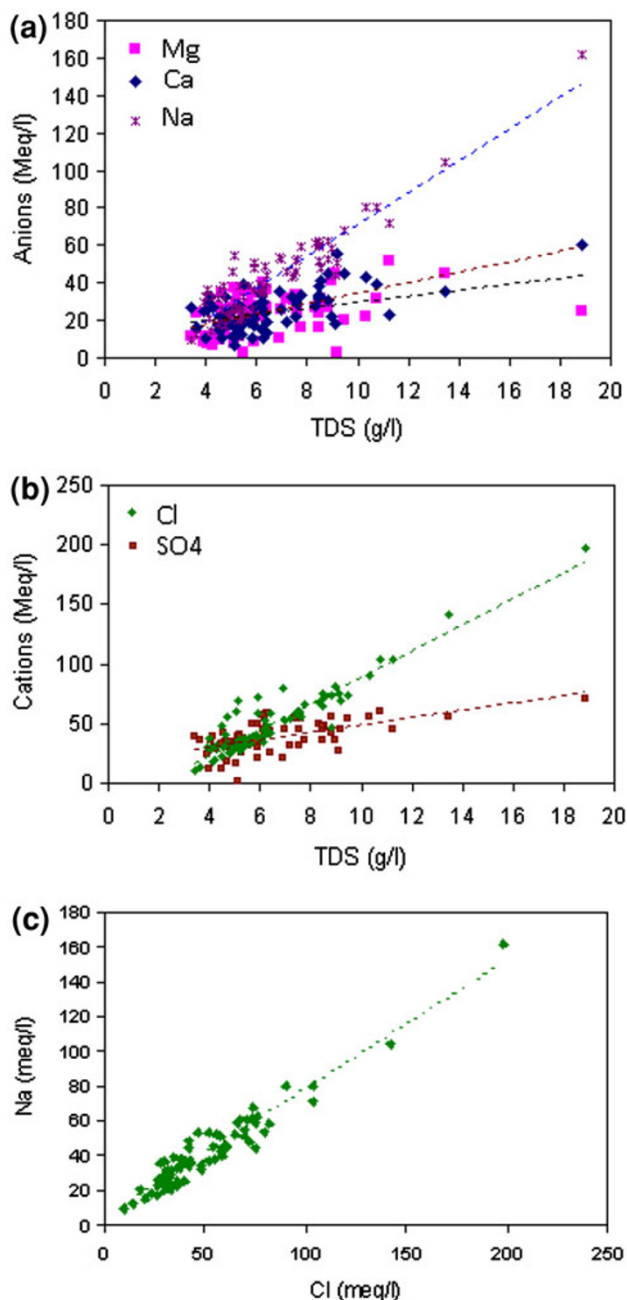 (a)
180
160
140
120
100
80
60
40
20
0
Anions (Meq/l)
Mg
Ca
Na
0 2 4 6 8 10 12 14 16 18 20
TDS (g/l)
(b)
250
200
150
100
50
0
Cations (Meq/l)
Cl
SO4
0 2 4 6 8 10 12 14 16 18 20
TDS (g/l)
(c)
180
160
140
120
100
80
60
40
20
0
Na (meq/l)
0 50 100 150 200 250
Cl (meq/l)